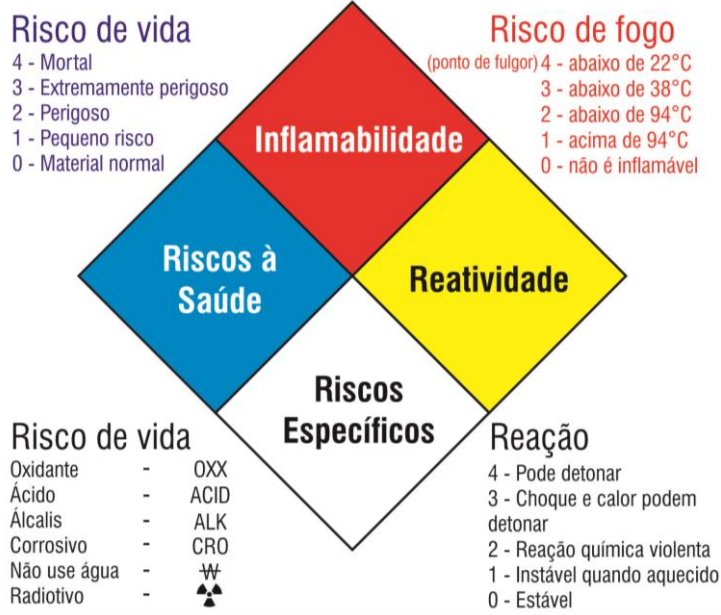 Risco de vida
4 - Mortal
3 - Extremamente perigoso
2 - Perigoso
1 - Pequeno risco
0 - Material normal
Risco de fogo
(ponto de fulgor) 4 - abaixo de 22°C
3 - abaixo de 38°C
2 - abaixo de 94°C
1 - acima de 94°C
0 - não é inflamável
Inflamabilidade
Riscos à
Saúde
Reatividade
Riscos
Específicos
Risco de vida
Oxidante - OXX
Ácido - ACID
Álcalis - ALK
Corrosivo - CRO
Não use água - W
Radiotivo -
Reação
4 - Pode detonar
3 - Choque e calor podem
detonar
2 - Reação química violenta
1 - Instável quando aquecido
0 - Estável